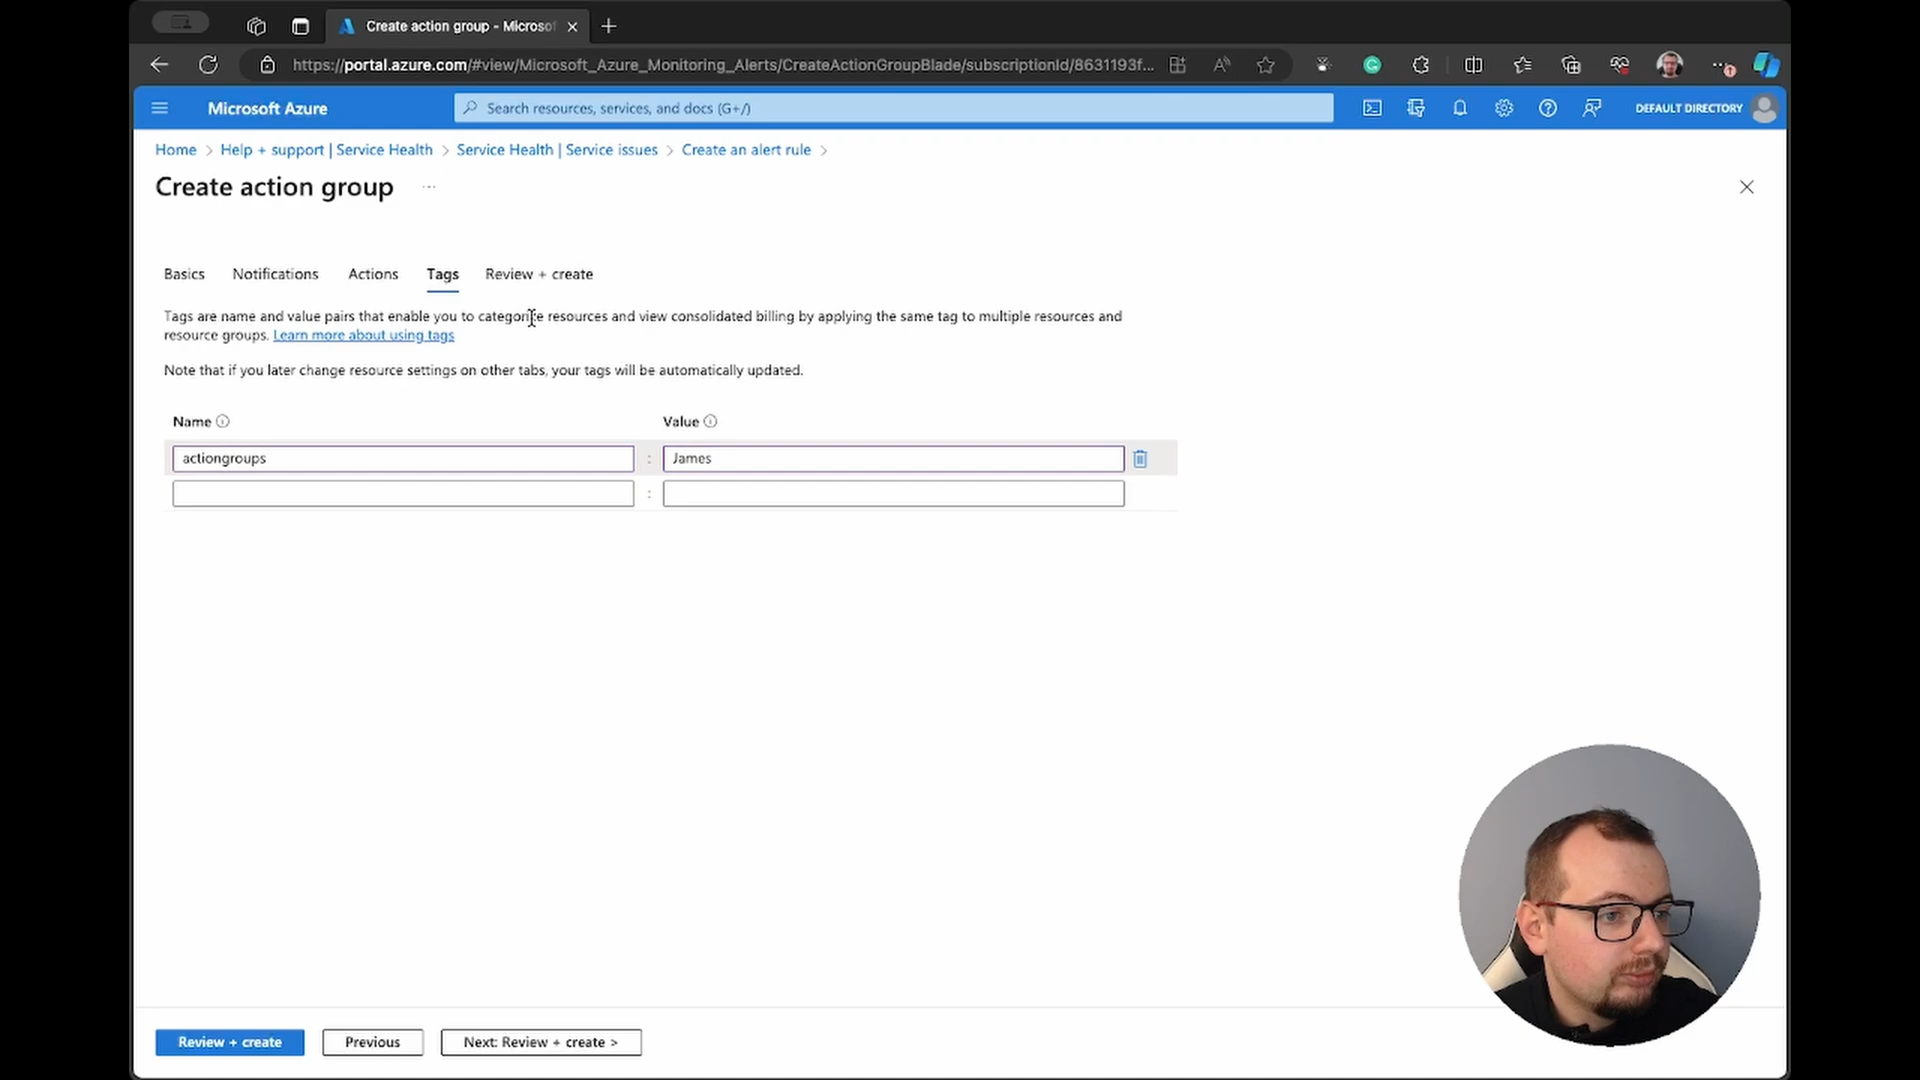 Create action group - Microsof
https://portal.azure.com/#view/Microsoft_Azure_Monitoring_Alerts/CreateActionGroupBlade/subscriptionId/8631193f...
Microsoft Azure
Search resources, services, and docs (G+/)
DEFAULT DIRECTORY
Home > Help + support | Service Health > Service Health | Service issues > Create an alert rule >
Create action group ...
Basics Notifications Actions Tags Review + create
Tags are name and value pairs that enable you to categorize resources and view consolidated billing by applying the same tag to multiple resources and
resource groups. Learn more about using tags
Note that if you later change resource settings on other tabs, your tags will be automatically updated.
Name Value
actiongroups : James
:
Review + create Previous Next: Review + create >